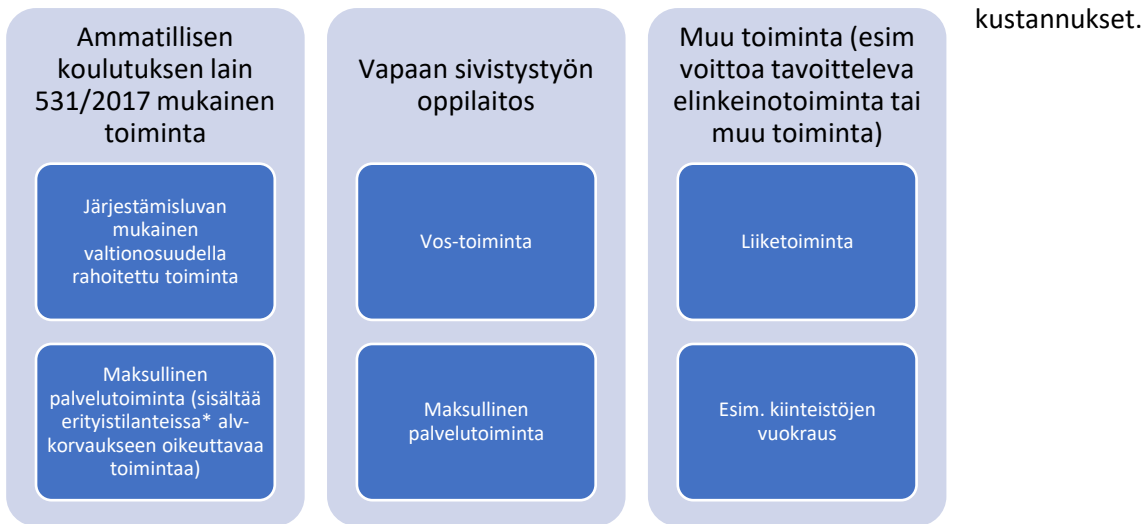 kustannukset.
Ammatillisen
koulutuksen lain
531/2017 mukainen
toiminta
Järjestämisluvan
mukainen
valtionosuudella
rahoitettu toiminta
Maksullinen
palvelutoiminta (sisältää
erityistilanteissa* alv-
korvaukseen oikeuttavaa
toimintaa)
Vapaan sivistystyön
oppilaitos
Vos-toiminta
Maksullinen
palvelutoiminta
Muu toiminta (esim
voittoa tavoitteleva
elinkeinotoiminta tai
muu toiminta)
Liiketoiminta
Esim. kiinteistöjen
vuokraus